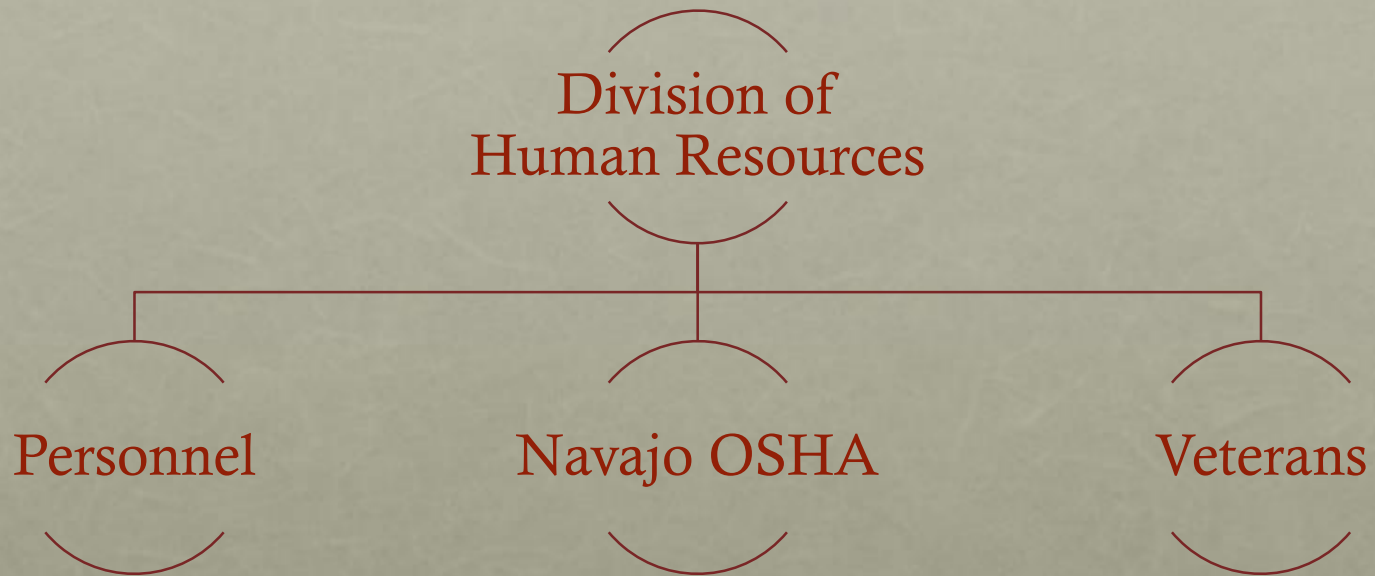 Division of
Human Resources
Personnel
Navajo OSHA
Veterans